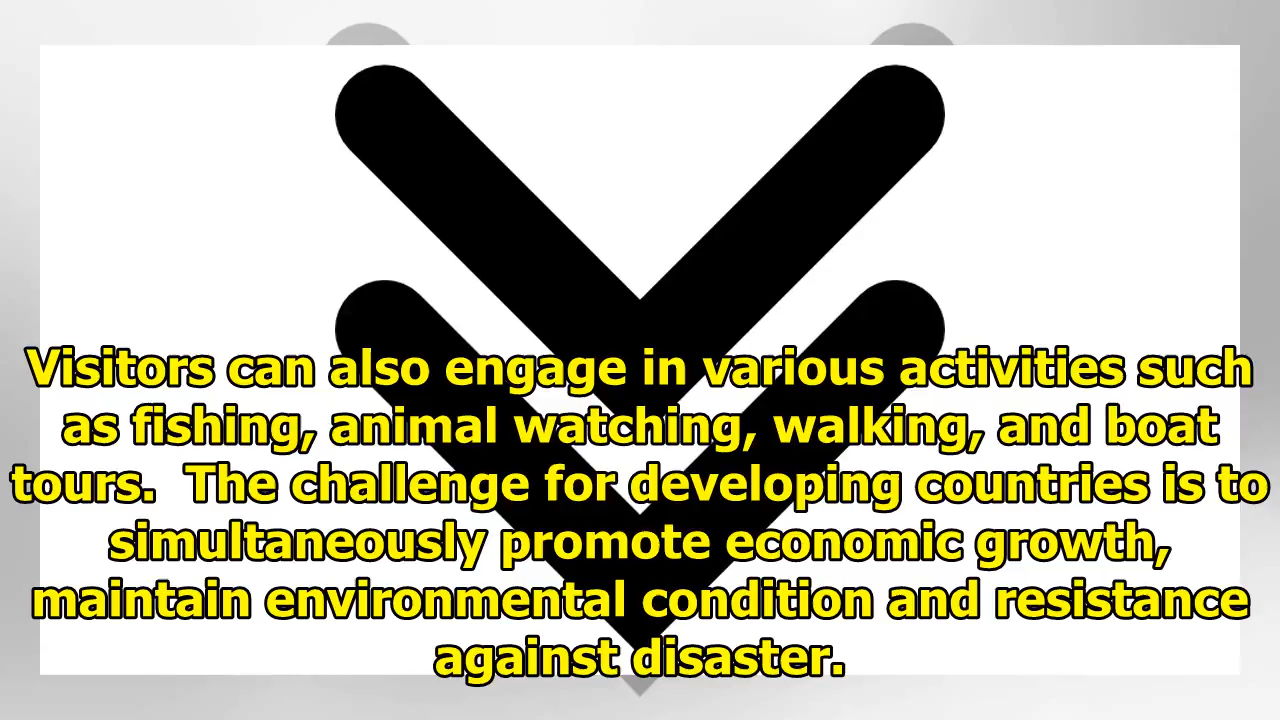 Visitors can also engage in various activities such
as fishing, animal watching, walking, and boat
tours.  The challenge for developing countries is to
simultaneously promote economic growth,
maintain environmental condition and resistance
against disaster.